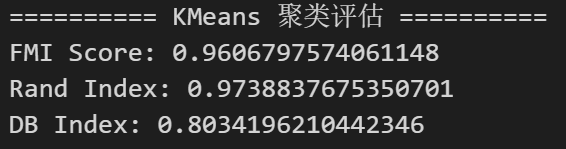 ========== KMeans 聚类评估 ==========
FMI Score: 0.9606797574061148
Rand Index: 0.9738837675350701
DB Index: 0.8034196210442346